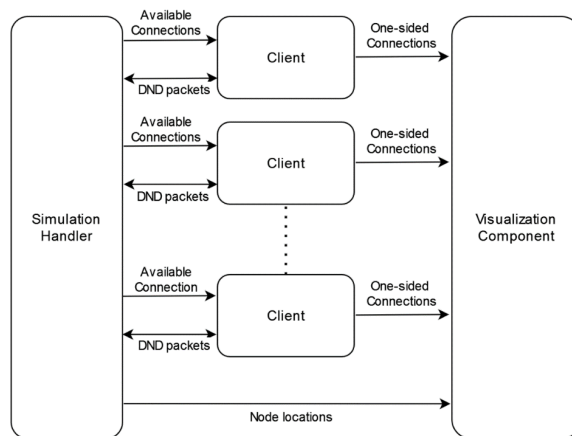 Available
Connections
One-sided
Connections
Client
DND packets
Available
Connections
One-sided
Connections
Client
DND packets
Simulation
Handler
Visualization
Component
Available
Connection
One-sided
Connections
Client
DND packets
Node locations